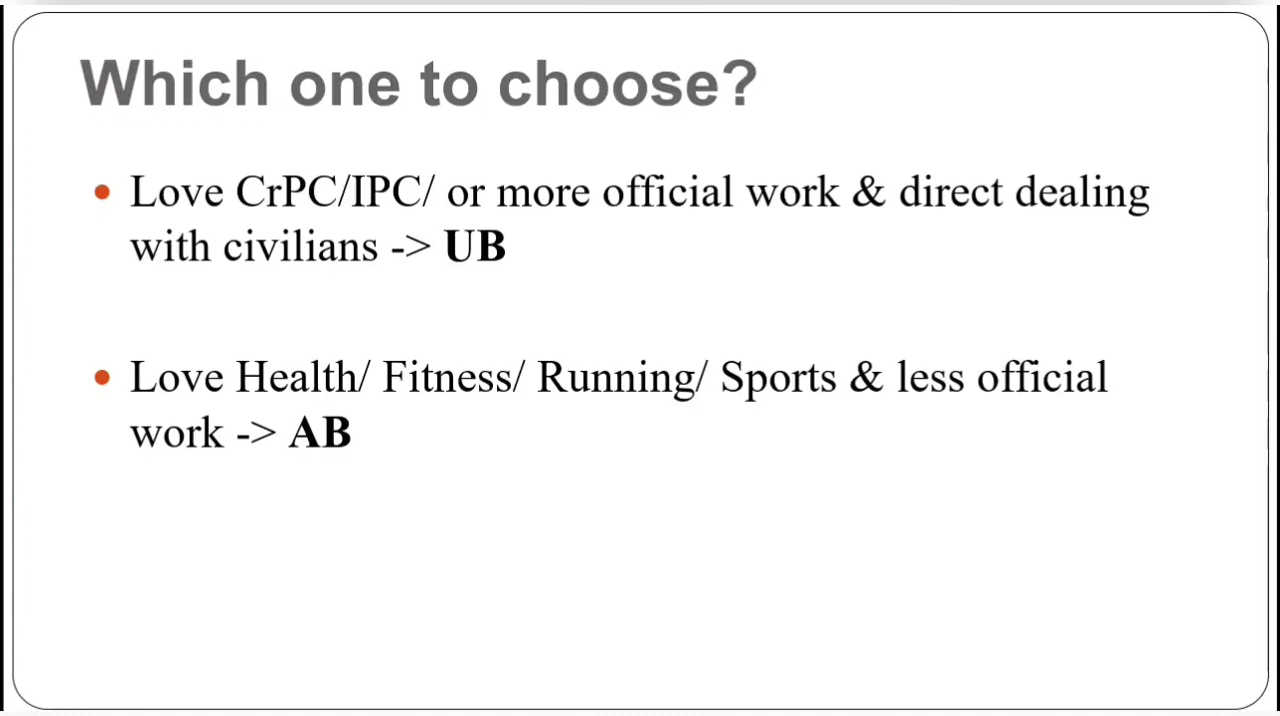 Which one to choose?
• Love CrPC/IPC/ or more official work & direct dealing
with civilians -> UB
• Love Health/ Fitness/ Running/ Sports & less official
work -> AB